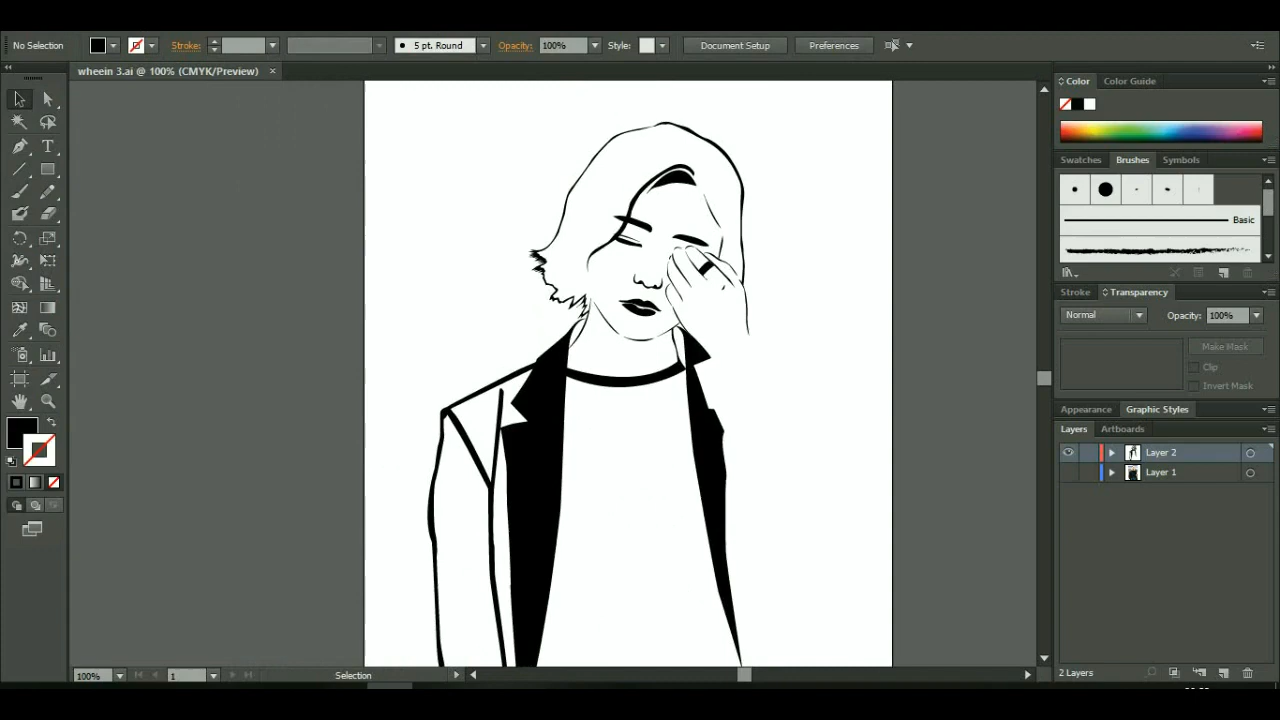 No Selection Stroke: 5 pt. Round Opacity: 100% Style: Document Setup Preferences
wheein 3.ai @ 100% (CMYK/Preview) ×
Color Color Guide
Swatches Brushes Symbols
Basic
Stroke Transparency
Normal Opacity: 100%
Make Mask
Clip
Invert Mask
Appearance Graphic Styles
Layers Artboards
Layer 2
Layer 1
100% 1 Selection 2 Layers